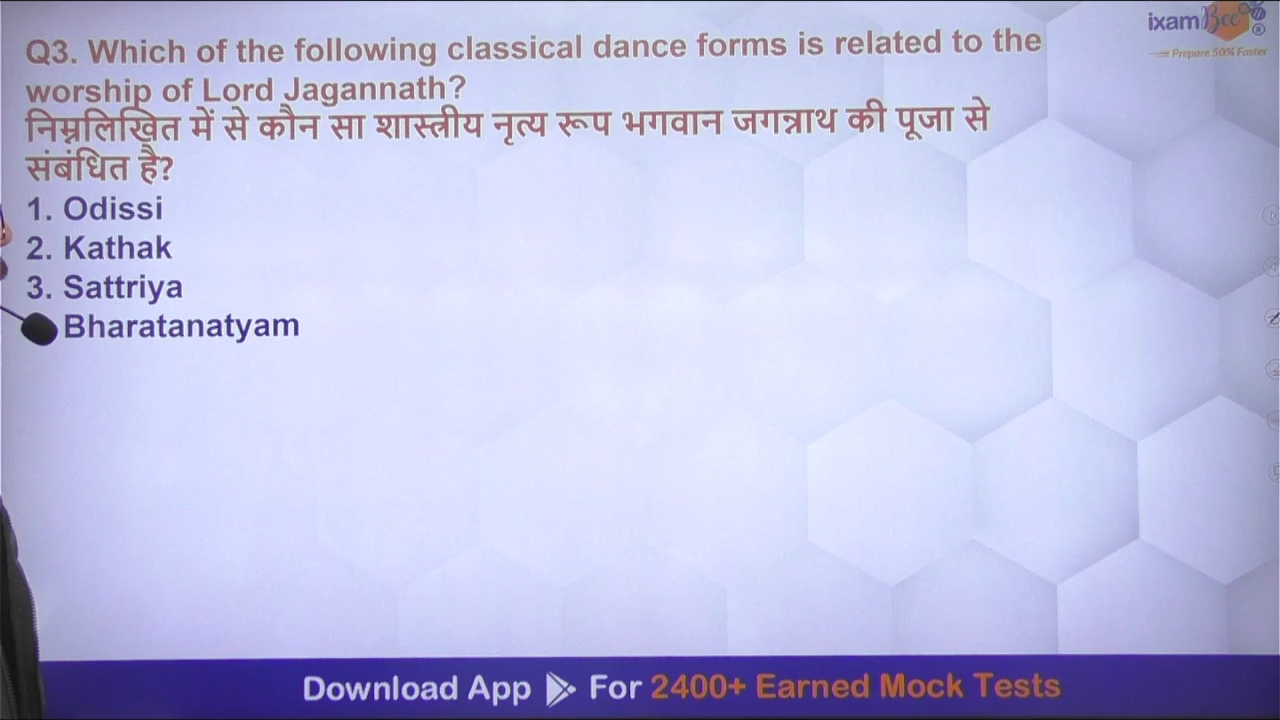 ixamBee
Prepare 50% Faster
Q3. Which of the following classical dance forms is related to the
worship of Lord Jagannath?
निम्नलिखित में से कौन सा शास्त्रीय नृत्य रूप भगवान जगन्नाथ की पूजा से
संबंधित है?
1. Odissi
2. Kathak
3. Sattriya
Bharatanatyam
Download App For 2400+ Earned Mock Tests